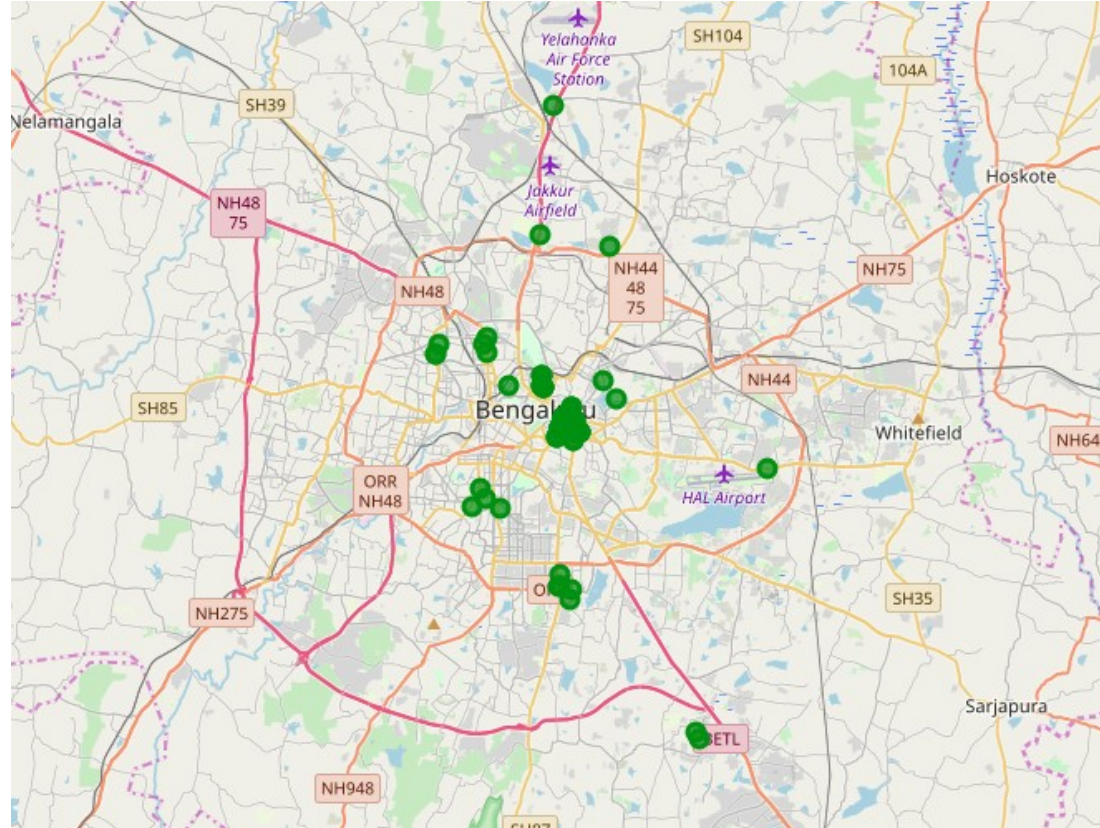 Yelahanka
Air Force
Station
SH104
104A
SH39
Nelamangala
Hoskote
Jakkur
Airfield
NH48
75
NH75
NH44
48
75
NH48
NH44
SH85
Bengaluru
Whitefield
NH64
ORR
NH48
HAL Airport
SH35
NH275
Sarjapura
NH948